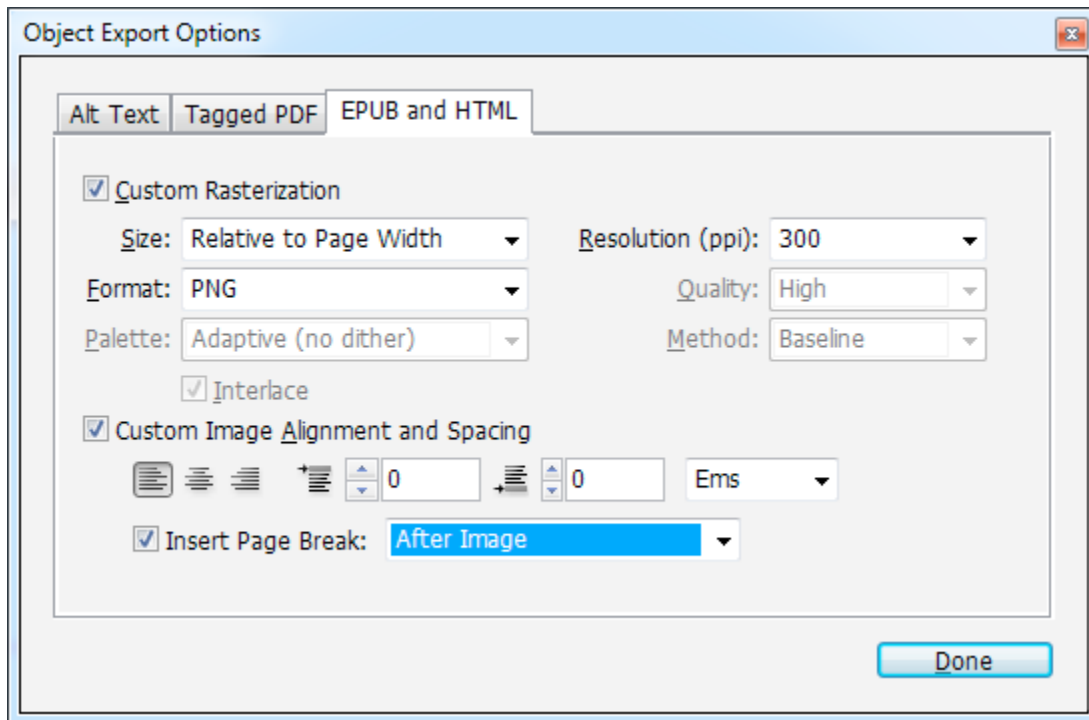 Object Export Options
Alt Text Tagged PDF EPUB and HTML
Custom Rasterization
Size: Relative to Page Width Resolution (ppi): 300
Format: PNG Quality: High
Palette: Adaptive (no dither) Method: Baseline
Interlace
Custom Image Alignment and Spacing
0 0 Ems
Insert Page Break: After Image
Done